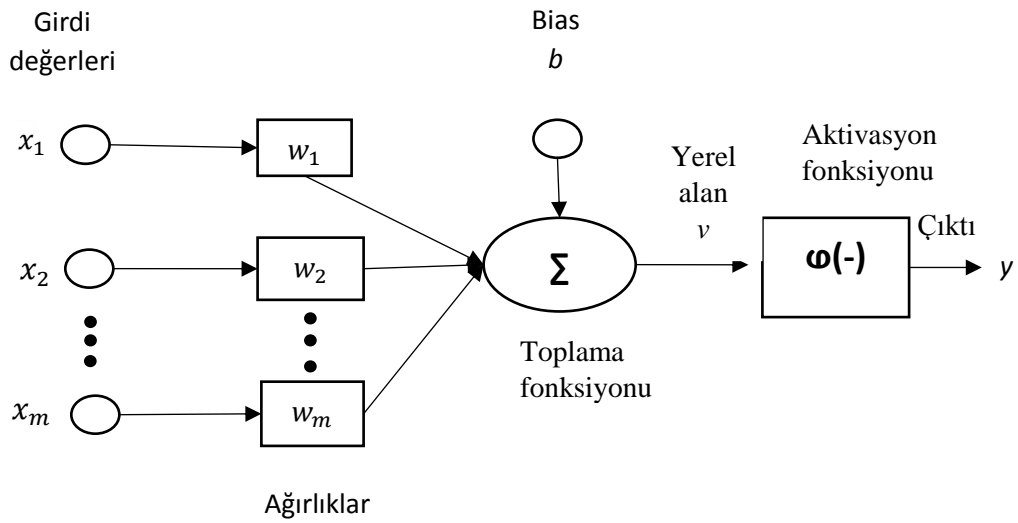 Girdi
değerleri
Bias
b
x₁
w₁
Yerel
alan
v
Aktivasyon
fonksiyonu
x₂
w₂
Σ
φ(-)
Çıktı
y
Toplama
fonksiyonu
xₘ
wₘ
Ağırlıklar